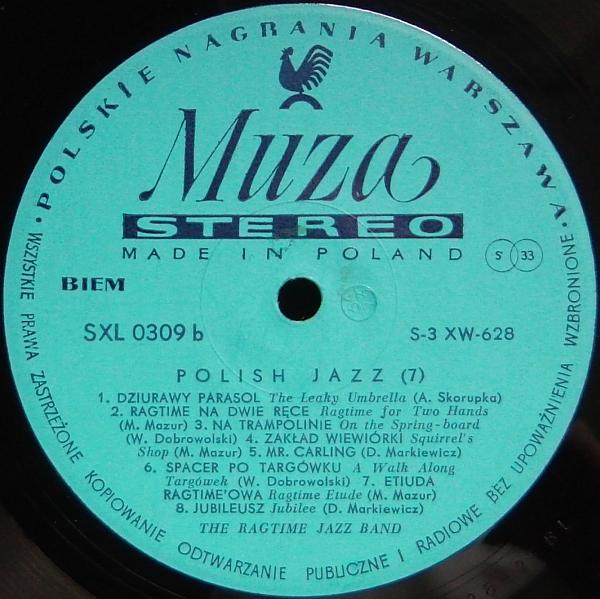 • POLSKIE NAGRANIA WARSZAWA •
Muza
STEREO
MADE IN POLAND
S 33
BIEM
SXL 0309 b
S-3 XW-628
POLISH JAZZ (7)
1. DZIURAWY PARASOL The Leaky Umbrella (A. Skorupka)
2. RAGTIME NA DWIE RĘCE Ragtime for Two Hands
(M. Mazur) 3. NA TRAMPOLINIE On the Spring-board
(W. Dobrowolski) 4. ZAKŁAD WIEWIÓRKI Squirrel's
Shop (M. Mazur) 5. MR. CARLING (D. Markiewicz)
6. SPACER PO TARGÓWKU A Walk Along
Targówek (W. Dobrowolski) 7. ETIUDA
RAGTIME'OWA Ragtime Etude (M. Mazur)
8. JUBILEUSZ Jubilee (D. Markiewicz)
THE RAGTIME JAZZ BAND
WSZYSTKIE PRAWA ZASTRZEŻONE KOPIOWANIE ODTWARZANIE PUBLICZNE I RADIOWE BEZ UPOWAŻNIENIA WZBRONIONE